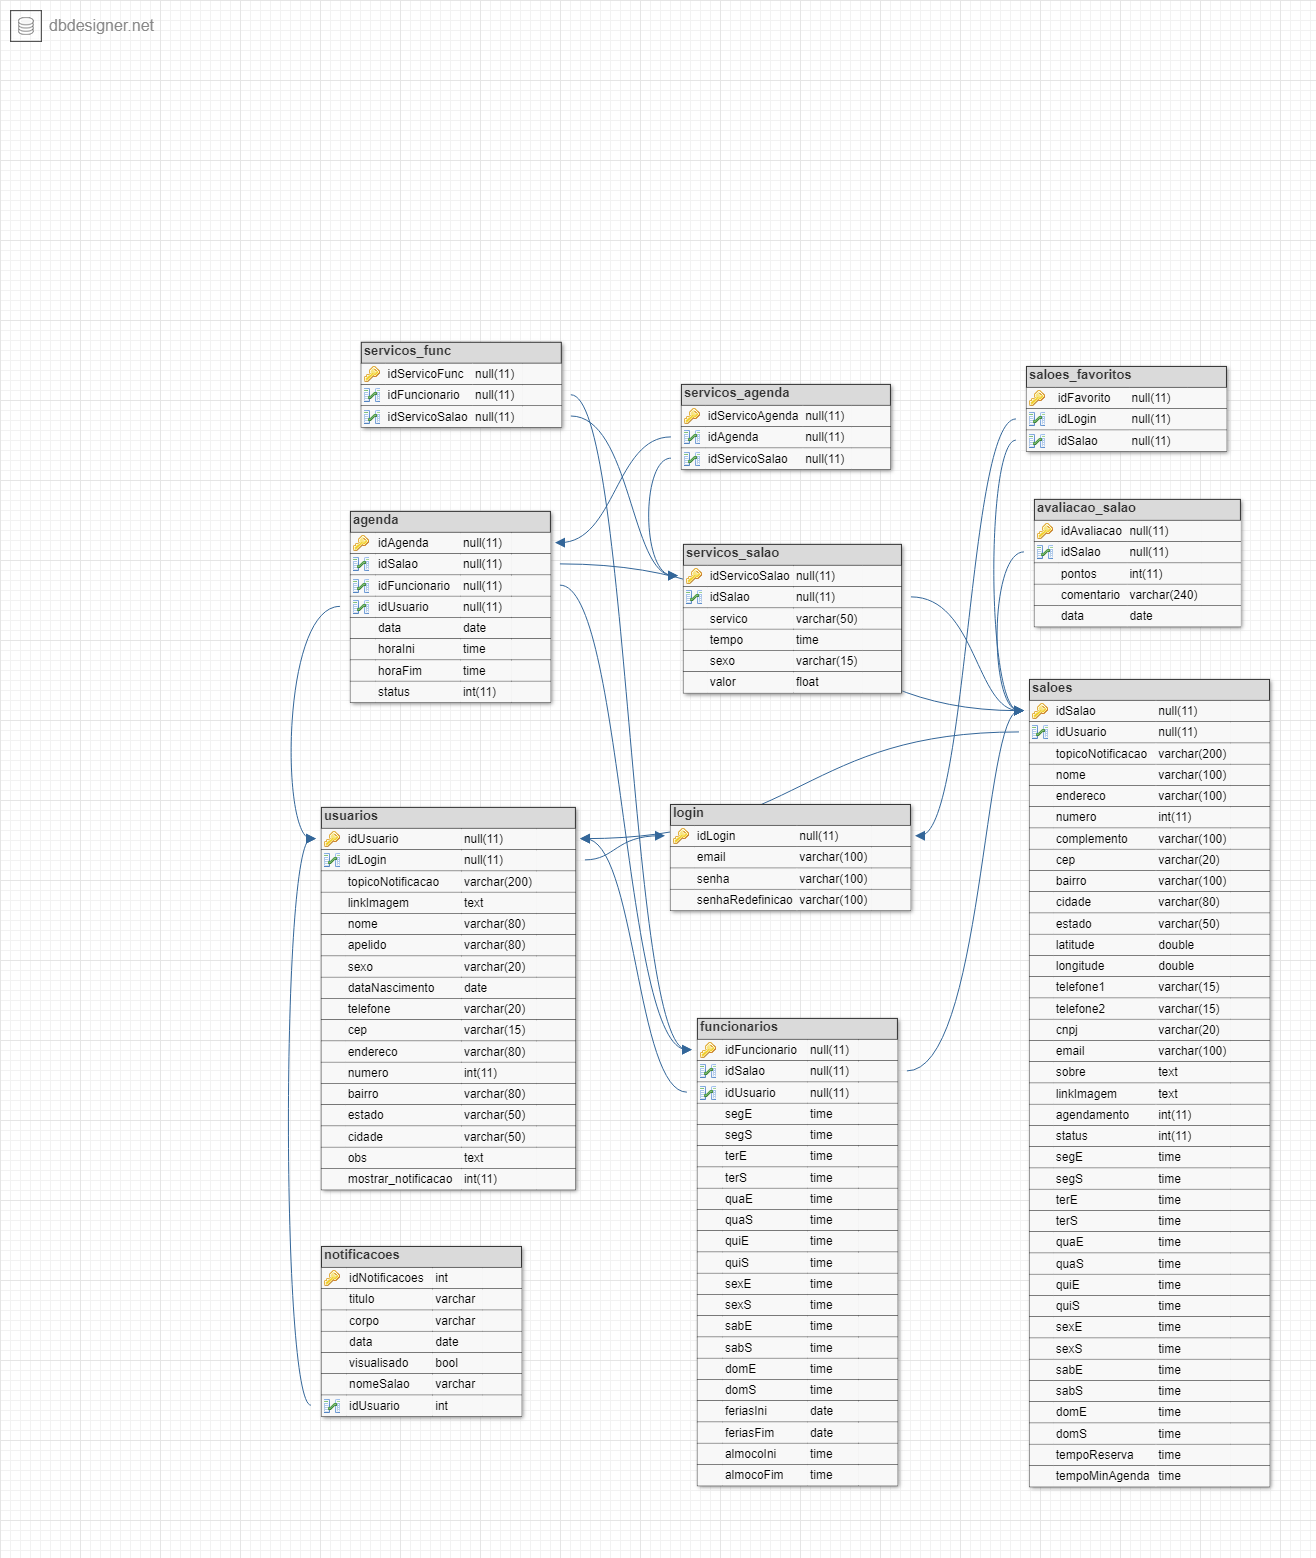 dbdesigner.net
servicos_func
idServicoFunc null(11)
idFuncionario null(11)
idServicoSalao null(11)
servicos_agenda
idServicoAgenda null(11)
idAgenda null(11)
idServicoSalao null(11)
saloes_favoritos
idFavorito null(11)
idLogin null(11)
idSalao null(11)
agenda
idAgenda null(11)
idSalao null(11)
idFuncionario null(11)
idUsuario null(11)
data date
horaIni time
horaFim time
status int(11)
servicos_salao
idServicoSalao null(11)
idSalao null(11)
servico varchar(50)
tempo time
sexo varchar(15)
valor float
avaliacao_salao
idAvaliacao null(11)
idSalao null(11)
pontos int(11)
comentario varchar(240)
data date
saloes
idSalao null(11)
idUsuario null(11)
topicoNotificacao varchar(200)
nome varchar(100)
endereco varchar(100)
numero int(11)
complemento varchar(100)
cep varchar(20)
bairro varchar(100)
cidade varchar(80)
estado varchar(50)
latitude double
longitude double
telefone1 varchar(15)
telefone2 varchar(15)
cnpj varchar(20)
email varchar(100)
sobre text
linkImagem text
agendamento int(11)
status int(11)
segE time
segS time
terE time
terS time
quaE time
quaS time
quiE time
quiS time
sexE time
sexS time
sabE time
sabS time
domE time
domS time
tempoReserva time
tempoMinAgenda time
usuarios
idUsuario null(11)
idLogin null(11)
topicoNotificacao varchar(200)
linkImagem text
nome varchar(80)
apelido varchar(80)
sexo varchar(20)
dataNascimento date
telefone varchar(20)
cep varchar(15)
endereco varchar(80)
numero int(11)
bairro varchar(80)
estado varchar(50)
cidade varchar(50)
obs text
mostrar_notificacao int(11)
login
idLogin null(11)
email varchar(100)
senha varchar(100)
senhaRedefinicao varchar(100)
funcionarios
idFuncionario null(11)
idSalao null(11)
idUsuario null(11)
segE time
segS time
terE time
terS time
quaE time
quaS time
quiE time
quiS time
sexE time
sexS time
sabE time
sabS time
domE time
domS time
feriasIni date
feriasFim date
almocoIni time
almocoFim time
notificacoes
idNotificacoes int
titulo varchar
corpo varchar
data date
visualisado bool
nomeSalao varchar
idUsuario int